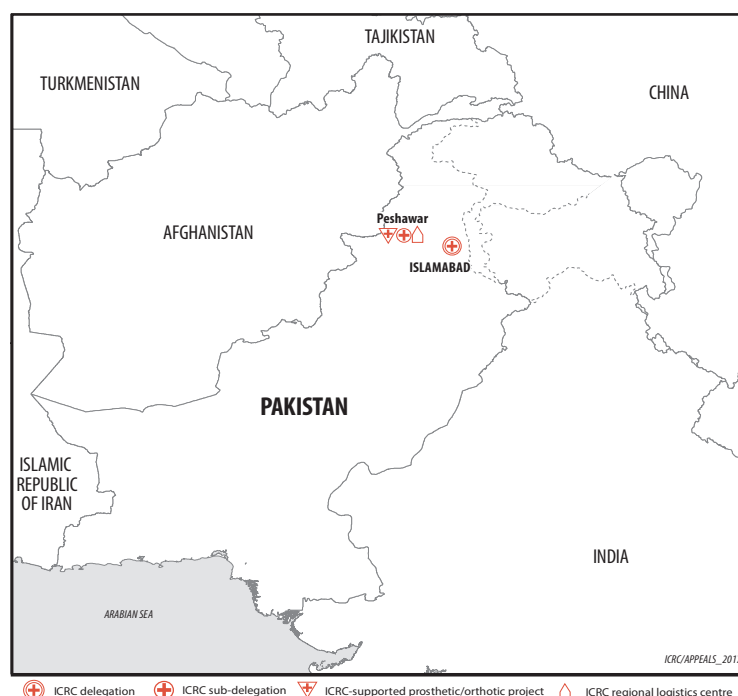 TAJIKISTAN
TURKMENISTAN
CHINA
Peshawar
AFGHANISTAN
ISLAMABAD
PAKISTAN
ISLAMIC
REPUBLIC
OF IRAN
INDIA
ARABIAN SEA
ICRC delegation ICRC sub-delegation ICRC-supported prosthetic/orthotic project ICRC regional logistics centre